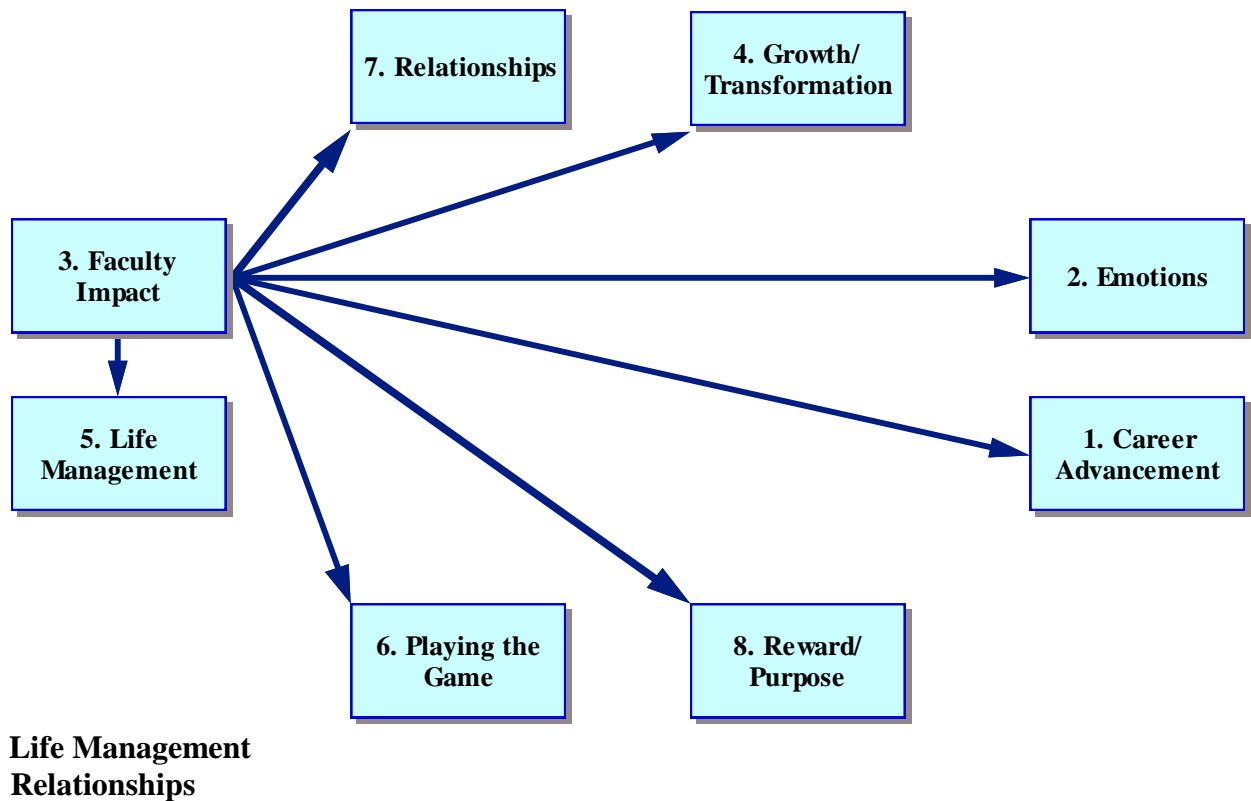 7. Relationships
4. Growth/
Transformation
3. Faculty
Impact
2. Emotions
5. Life
Management
1. Career
Advancement
6. Playing the
Game
8. Reward/
Purpose
Life Management
Relationships